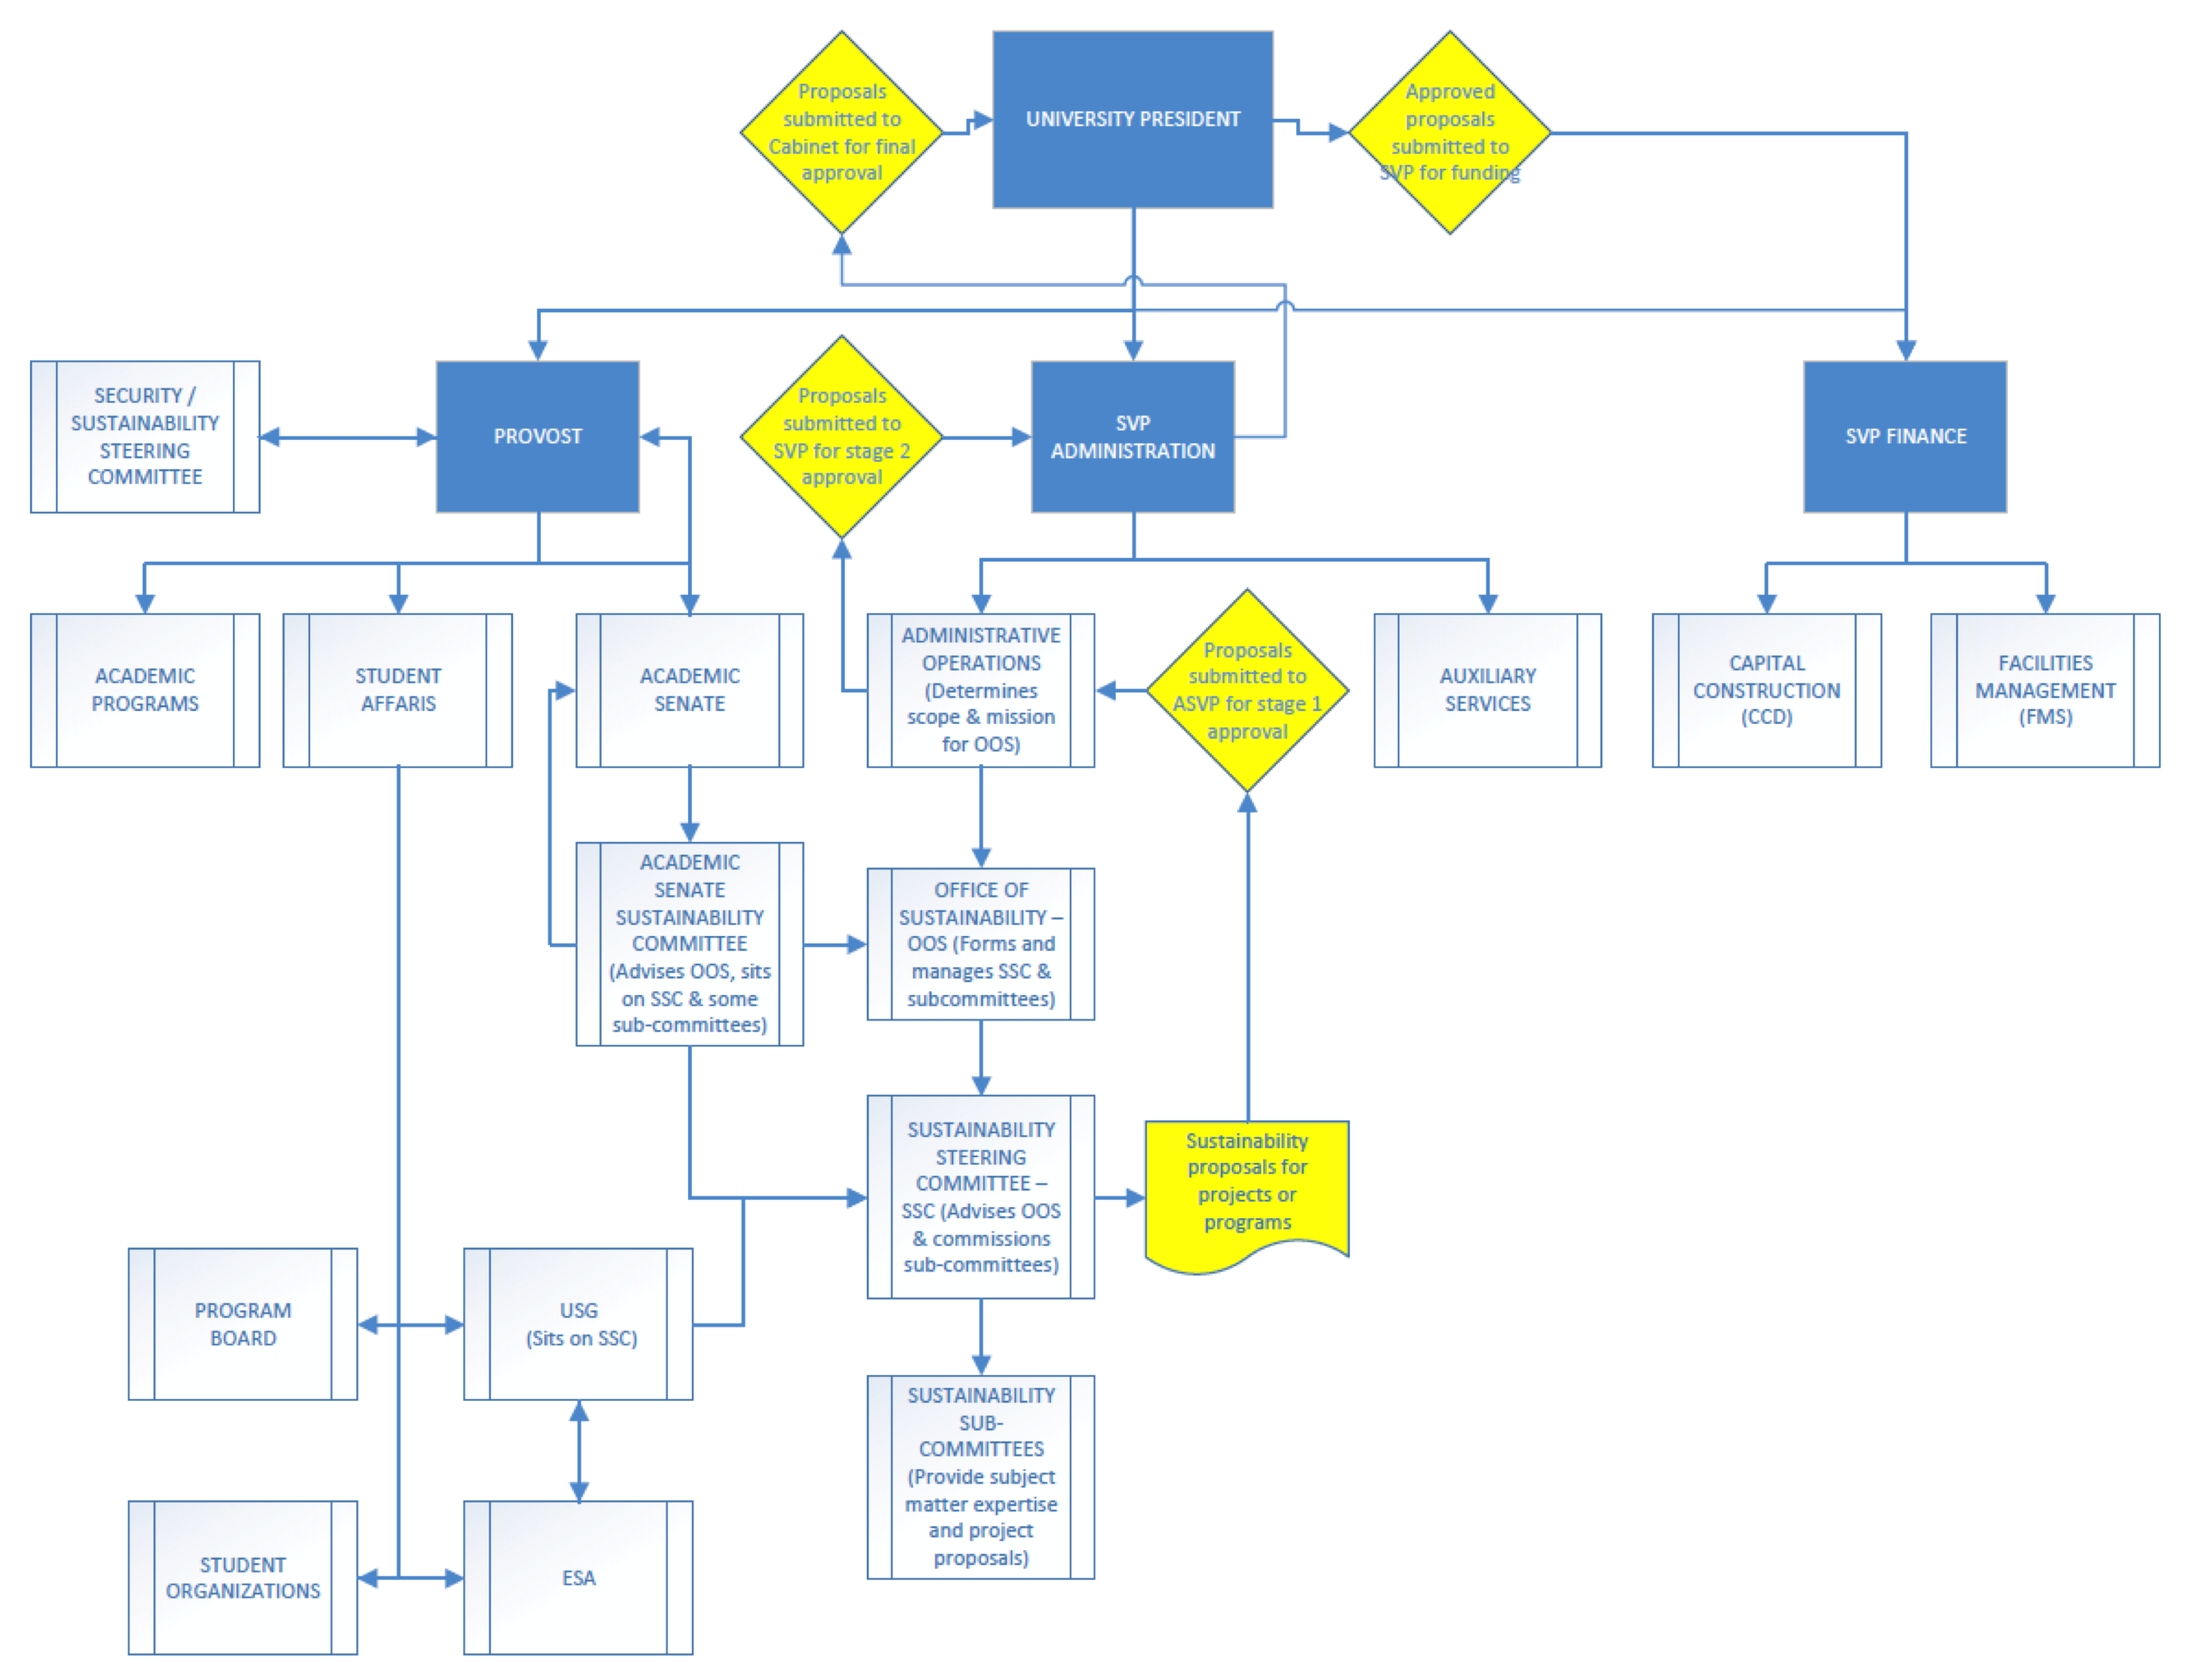 Proposals
submitted to
Cabinet for final
approval
UNIVERSITY PRESIDENT
Approved
proposals
submitted to
SVP for funding
SECURITY /
SUSTAINABILITY
STEERING
COMMITTEE
PROVOST
Proposals
submitted to
SVP for stage 2
approval
SVP
ADMINISTRATION
SVP FINANCE
ACADEMIC
PROGRAMS
STUDENT
AFFARIS
ACADEMIC
SENATE
ADMINISTRATIVE
OPERATIONS
(Determines
scope & mission
for OOS)
Proposals
submitted to
ASVP for stage 1
approval
AUXILIARY
SERVICES
CAPITAL
CONSTRUCTION
(CCD)
FACILITIES
MANAGEMENT
(FMS)
ACADEMIC
SENATE
SUSTAINABILITY
COMMITTEE
(Advises OOS, sits
on SSC & some
sub-committees)
OFFICE OF
SUSTAINABILITY –
OOS (Forms and
manages SSC &
subcommittees)
SUSTAINABILITY
STEERING
COMMITTEE –
SSC (Advises OOS
& commissions
sub-committees)
Sustainability
proposals for
projects or
programs
PROGRAM
BOARD
USG
(Sits on SSC)
SUSTAINABILITY
SUB-
COMMITTEES
(Provide subject
matter expertise
and project
proposals)
STUDENT
ORGANIZATIONS
ESA